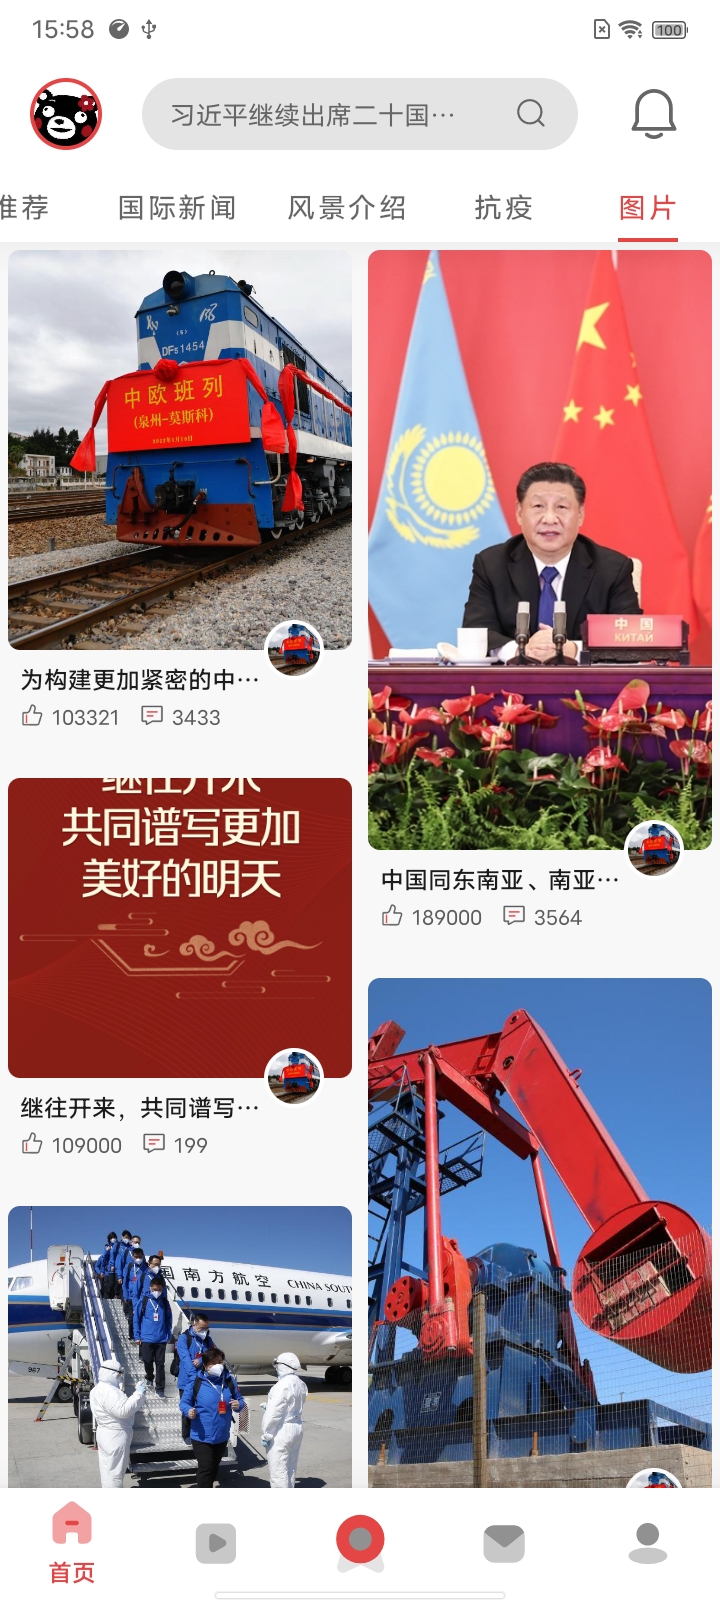 15:58
100
习近平继续出席二十国···
推荐
国际新闻
风景介绍
抗疫
图片
DF5 1454
中欧班列
(泉州-莫斯科)
为构建更加紧密的中···
103321
3433
中国
КИТАЙ
中国同东南亚、南亚···
189000
3564
继往开来
共同谱写更加
美好的明天
继往开来，共同谱写···
109000
199
国南方航空
CHINA SOUT
967
首页